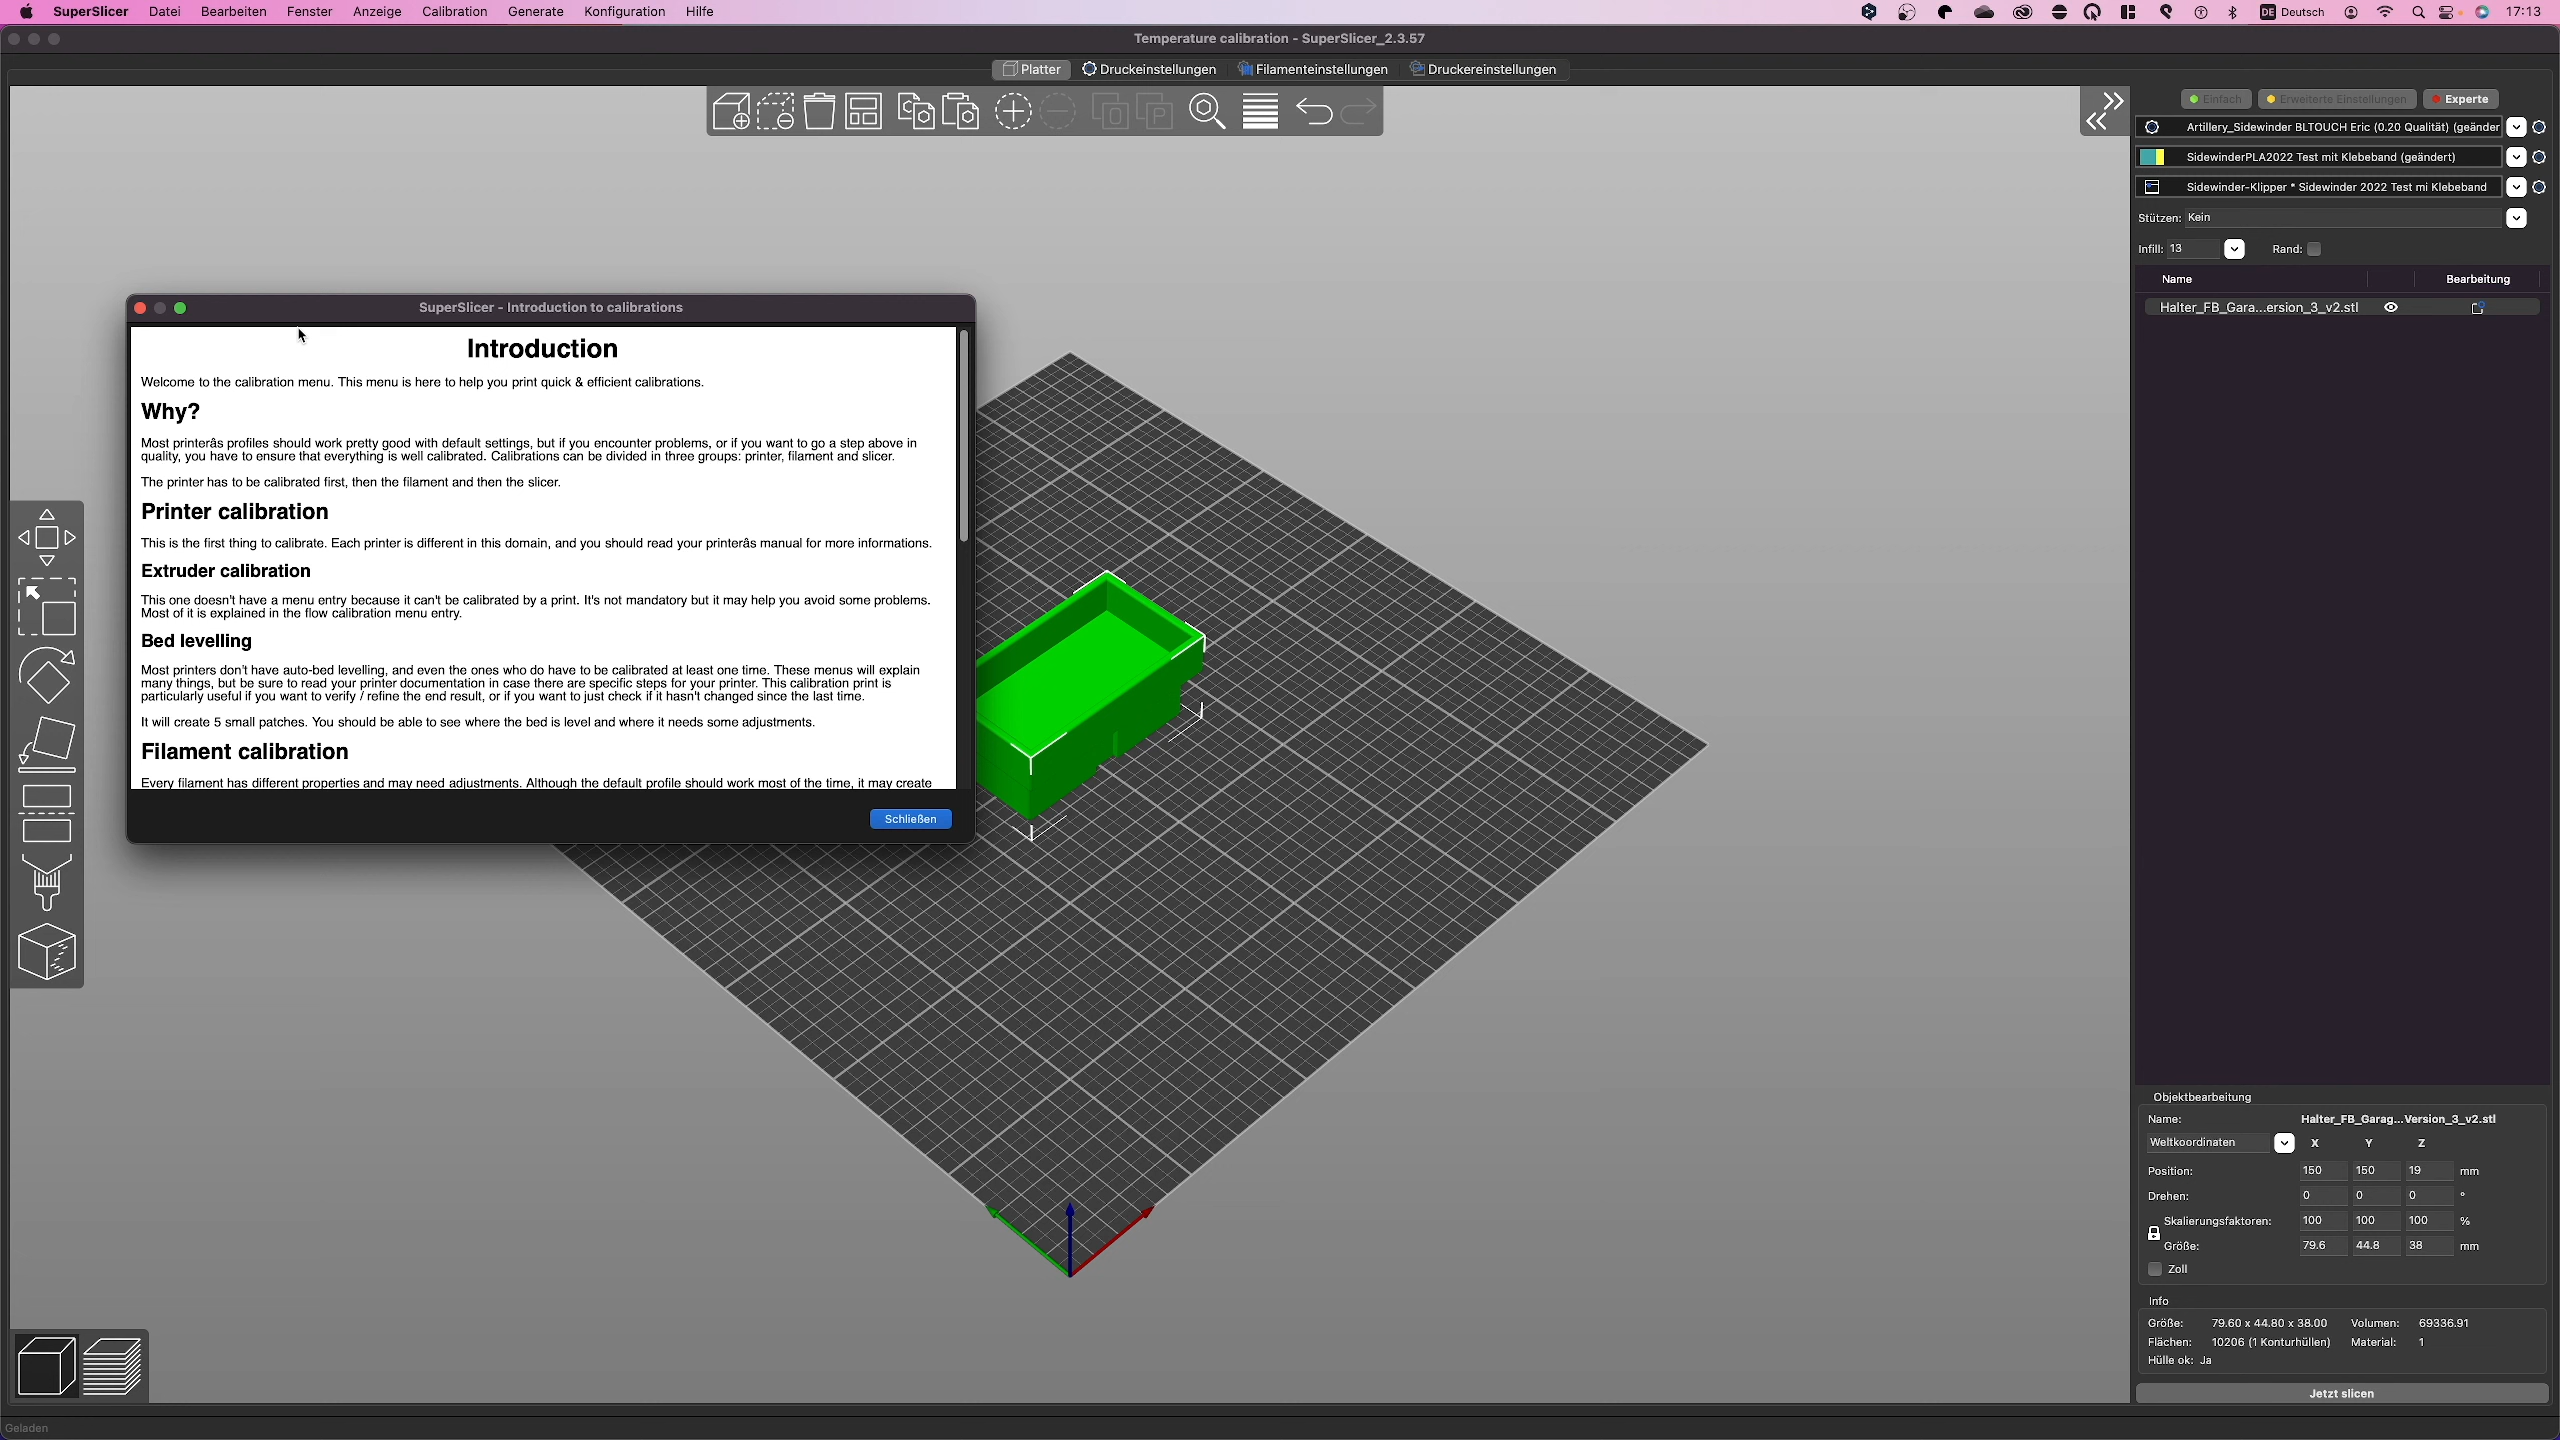 SuperSlicer Datei Bearbeiten Fenster Anzeige Calibration Generate Konfiguration Hilfe
DE Deutsch 17:13
Temperature calibration - SuperSlicer_2.3.57
Platter Druckeinstellungen Filamenteinstellungen Druckereinstellungen
Einfach Erweiterte Einstellungen Experte
Artillery_Sidewinder BLTOUCH Eric (0.20 Qualität) (geänder
SidewinderPLA2022 Test mit Klebeband (geändert)
Sidewinder-Klipper * Sidewinder 2022 Test mi Klebeband
Stützen: Kein
Infill: 13 Rand:
Name Bearbeitung
Halter_FB_Gara...ersion_3_v2.stl
SuperSlicer - Introduction to calibrations
Introduction
Welcome to the calibration menu. This menu is here to help you print quick & efficient calibrations.
Why?
Most printerâs profiles should work pretty good with default settings, but if you encounter problems, or if you want to go a step above in
quality, you have to ensure that everything is well calibrated. Calibrations can be divided in three groups: printer, filament and slicer.
The printer has to be calibrated first, then the filament and then the slicer.
Printer calibration
This is the first thing to calibrate. Each printer is different in this domain, and you should read your printerâs manual for more informations.
Extruder calibration
This one doesn't have a menu entry because it can't be calibrated by a print. It's not mandatory but it may help you avoid some problems.
Most of it is explained in the flow calibration menu entry.
Bed levelling
Most printers don't have auto-bed levelling, and even the ones who do have to be calibrated at least one time. These menus will explain
many things, but be sure to read your printer documentation in case there are specific steps for your printer. This calibration print is
particularly useful if you want to verify / refine the end result, or if you want to just check if it hasn't changed since the last time.
It will create 5 small patches. You should be able to see where the bed is level and where it needs some adjustments.
Filament calibration
Every filament has different properties and may need adjustments. Although the default profile should work most of the time, it may create
Schließen
Objektbearbeitung
Name: Halter_FB_Garag...Version_3_v2.stl
Weltkoordinaten X Y Z
Position: 150 150 19 mm
Drehen: 0 0 0 °
Skalierungsfaktoren: 100 100 100 %
Größe: 79.6 44.8 38 mm
Zoll
Info
Größe: 79.60 x 44.80 x 38.00 Volumen: 69336.91
Flächen: 10206 (1 Konturhüllen) Material: 1
Hülle ok: Ja
Jetzt slicen
Geladen